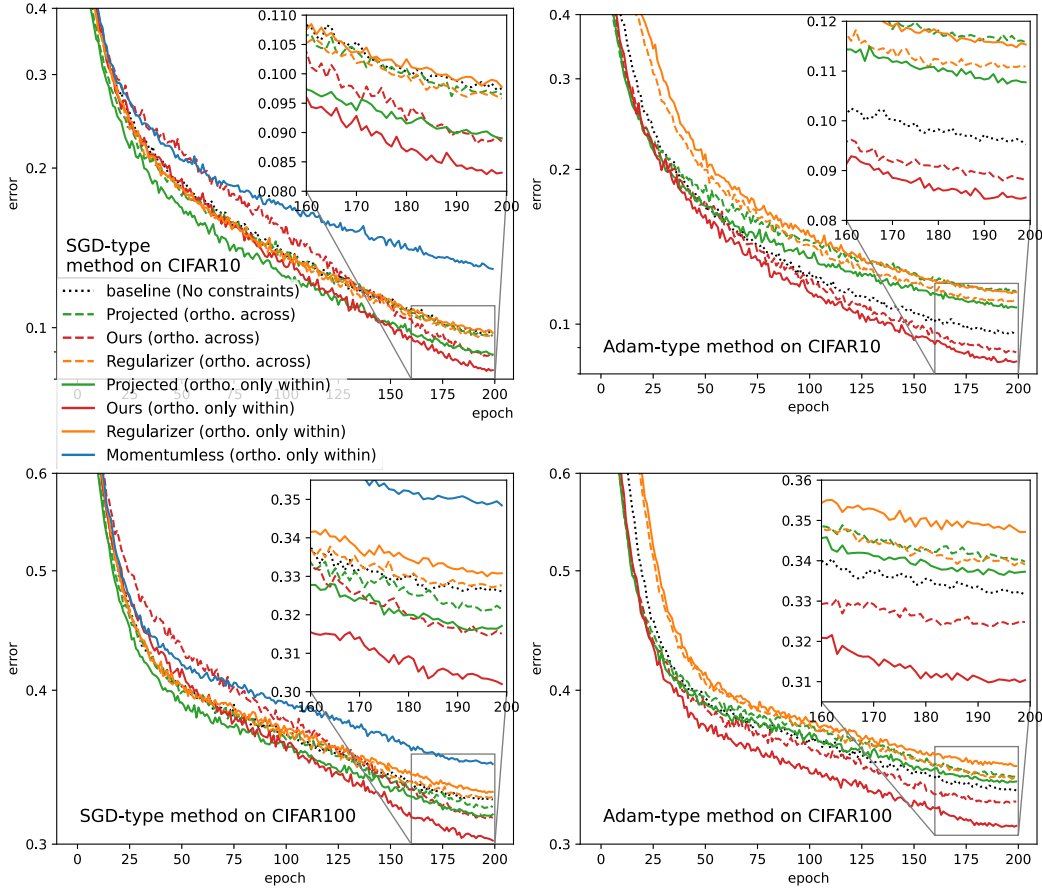 0.4
0.3
0.2
0.1
error
0.110
0.105
0.100
0.095
0.090
0.085
0.080
160 170 180 190 200
SGD-type
method on CIFAR10
baseline (No constraints)
Projected (ortho. across)
Ours (ortho. across)
Regularizer (ortho. across)
Projected (ortho. only within)
Ours (ortho. only within)
Regularizer (ortho. only within)
Momentumless (ortho. only within)
0 25 50 75 100 125 150 175 200
epoch
0.4
0.3
0.2
0.1
error
0.12
0.11
0.10
0.09
0.08
160 170 180 190 200
Adam-type method on CIFAR10
0 25 50 75 100 125 150 175 200
epoch
0.6
0.5
0.4
0.3
error
0.35
0.34
0.33
0.32
0.31
0.30
160 170 180 190 200
SGD-type method on CIFAR100
0 25 50 75 100 125 150 175 200
epoch
0.6
0.5
0.4
0.3
error
0.36
0.35
0.34
0.33
0.32
0.31
160 170 180 190 200
Adam-type method on CIFAR100
0 25 50 75 100 125 150 175 200
epoch